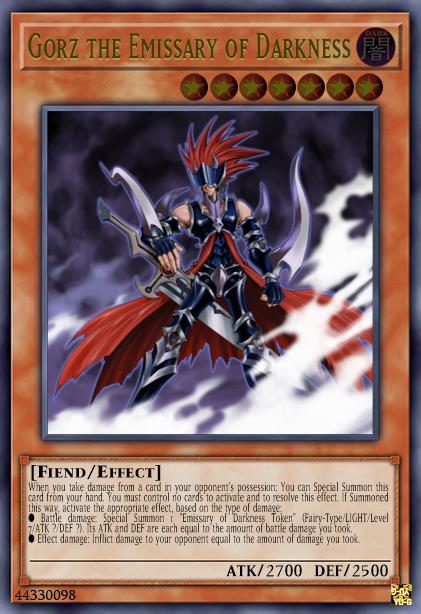 GORZ THE EMISSARY OF DARKNESS
DARK
闇
[FIEND/EFFECT]
When you take damage from a card in your opponent's possession: You can Special Summon this
card from your hand. You must control no cards to activate and to resolve this effect. If Summoned
this way, activate the appropriate effect, based on the type of damage:
● Battle damage: Special Summon 1 "Emissary of Darkness Token" (Fairy-Type/LIGHT/Level
7/ATK ?/DEF ?). Its ATK and DEF are each equal to the amount of battle damage you took.
● Effect damage: Inflict damage to your opponent equal to the amount of damage you took.
ATK/2700 DEF/2500
44330098